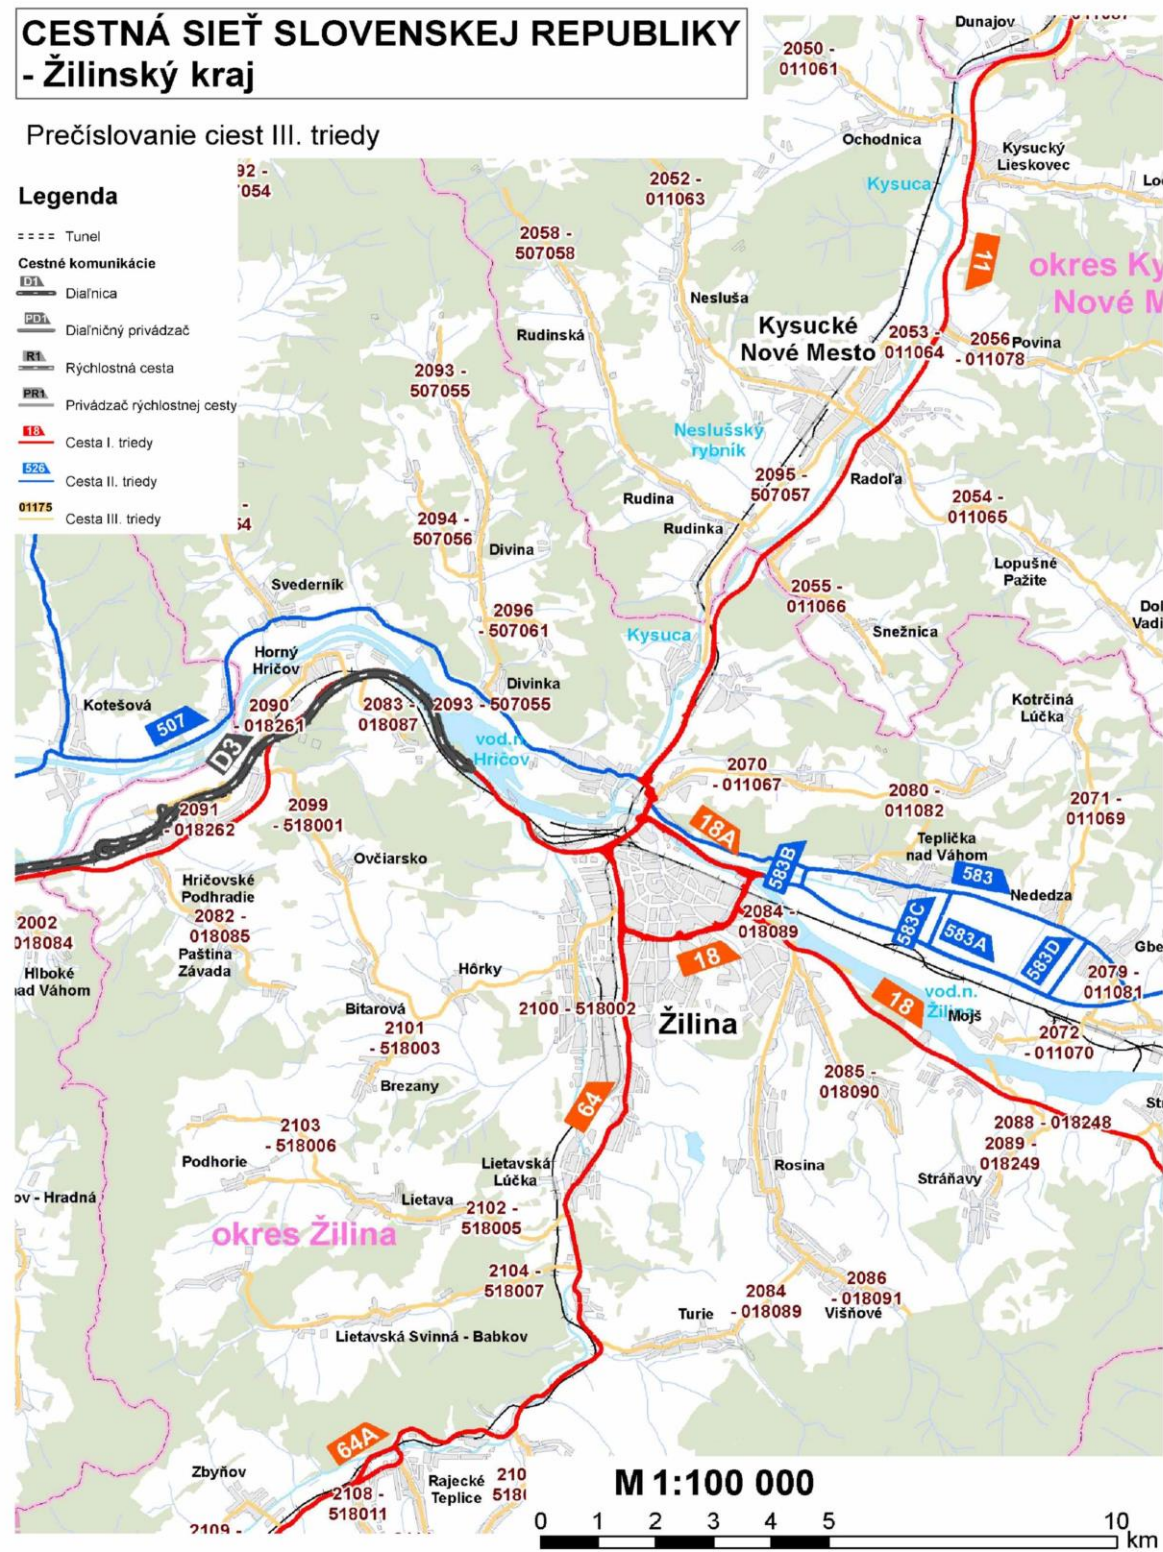 CESTNÁ SIEŤ SLOVENSKEJ REPUBLIKY
- Žilinský kraj
Prečíslovanie ciest III. triedy
Legenda
Tunel
Cestné komunikácie
D1
Diaľnica
PD1
Diaľničný privádzač
R1
Rýchlostná cesta
PR1
Privádzač rýchlostnej cesty
18
Cesta I. triedy
526
Cesta II. triedy
01175
Cesta III. triedy
Dunajov
2050 -
011061
Ochodnica
Kysucký
Lieskovec
Kysuca
2052 -
011063
2058 -
507058
11
okres Ky
Nové M
Nesluša
Rudinská
Kysucké
Nové Mesto
2053 -
011064
2056
- 011078
Povina
2093 -
507055
Neslušský
rybník
2095 -
507057
Radoľa
Rudina
Rudinka
2054 -
011065
2094 -
507056
Divina
Lopušné
Pažite
Svederník
2055 -
011066
2096
- 507061
Snežnica
Kysuca
Horný
Hričov
Divinka
Kotešová
507
D3
2090
- 018261
2083 -
018087
2093 - 507055
Kotrčiná
Lúčka
vod.n.
Hričov
2070
- 011067
2080 -
011082
2071 -
011069
2091
- 018262
2099
- 518001
18A
Teplička
nad Váhom
583B
583
Ovčiarsko
Hričovské
Podhradie
Nededza
2002
018084
2082 -
018085
2084 -
018089
583C
583A
583D
Paština
Závada
18
Hlboké
nad Váhom
Hôrky
2079 -
011081
18
vod.n.
Žilina
Mojš
Bitarová
2100 - 518002
Žilina
2101
- 518003
2072
- 011070
Brezany
2085 -
018090
64
2103
- 518006
2088 - 018248
2089 -
018249
Podhorie
Lietavská
Lúčka
Rosina
Stráňavy
ov - Hradná
Lietava
2102 -
518005
okres Žilina
2104 -
518007
2086
- 018091
2084
- 018089
Turie
Višňové
Lietavská Svinná - Babkov
64A
Zbyňov
Rajecké
Teplice
2108 -
518011
2109 -
M 1:100 000
0 1 2 3 4 5 10
km